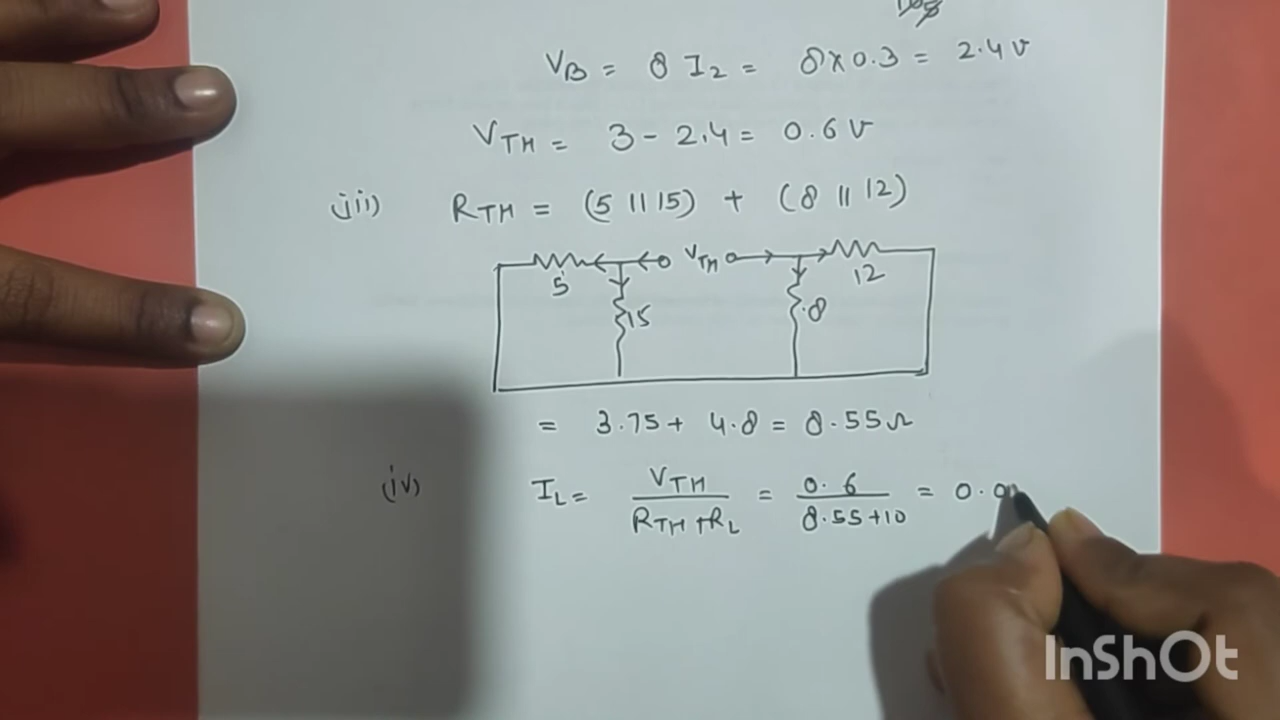 V_B = 8 I_2 = 8×0.3 = 2.4 V
V_TH = 3 - 2.4 = 0.6 V
(iii) R_TH = (5 || 15) + (8 || 12)
V_TH
5
12
15
8
= 3.75 + 4.8 = 8.55 Ω
(iv) I_L = V_TH / R_TH + R_L = 0.6 / 8.55+10 = 0.0
InShOt